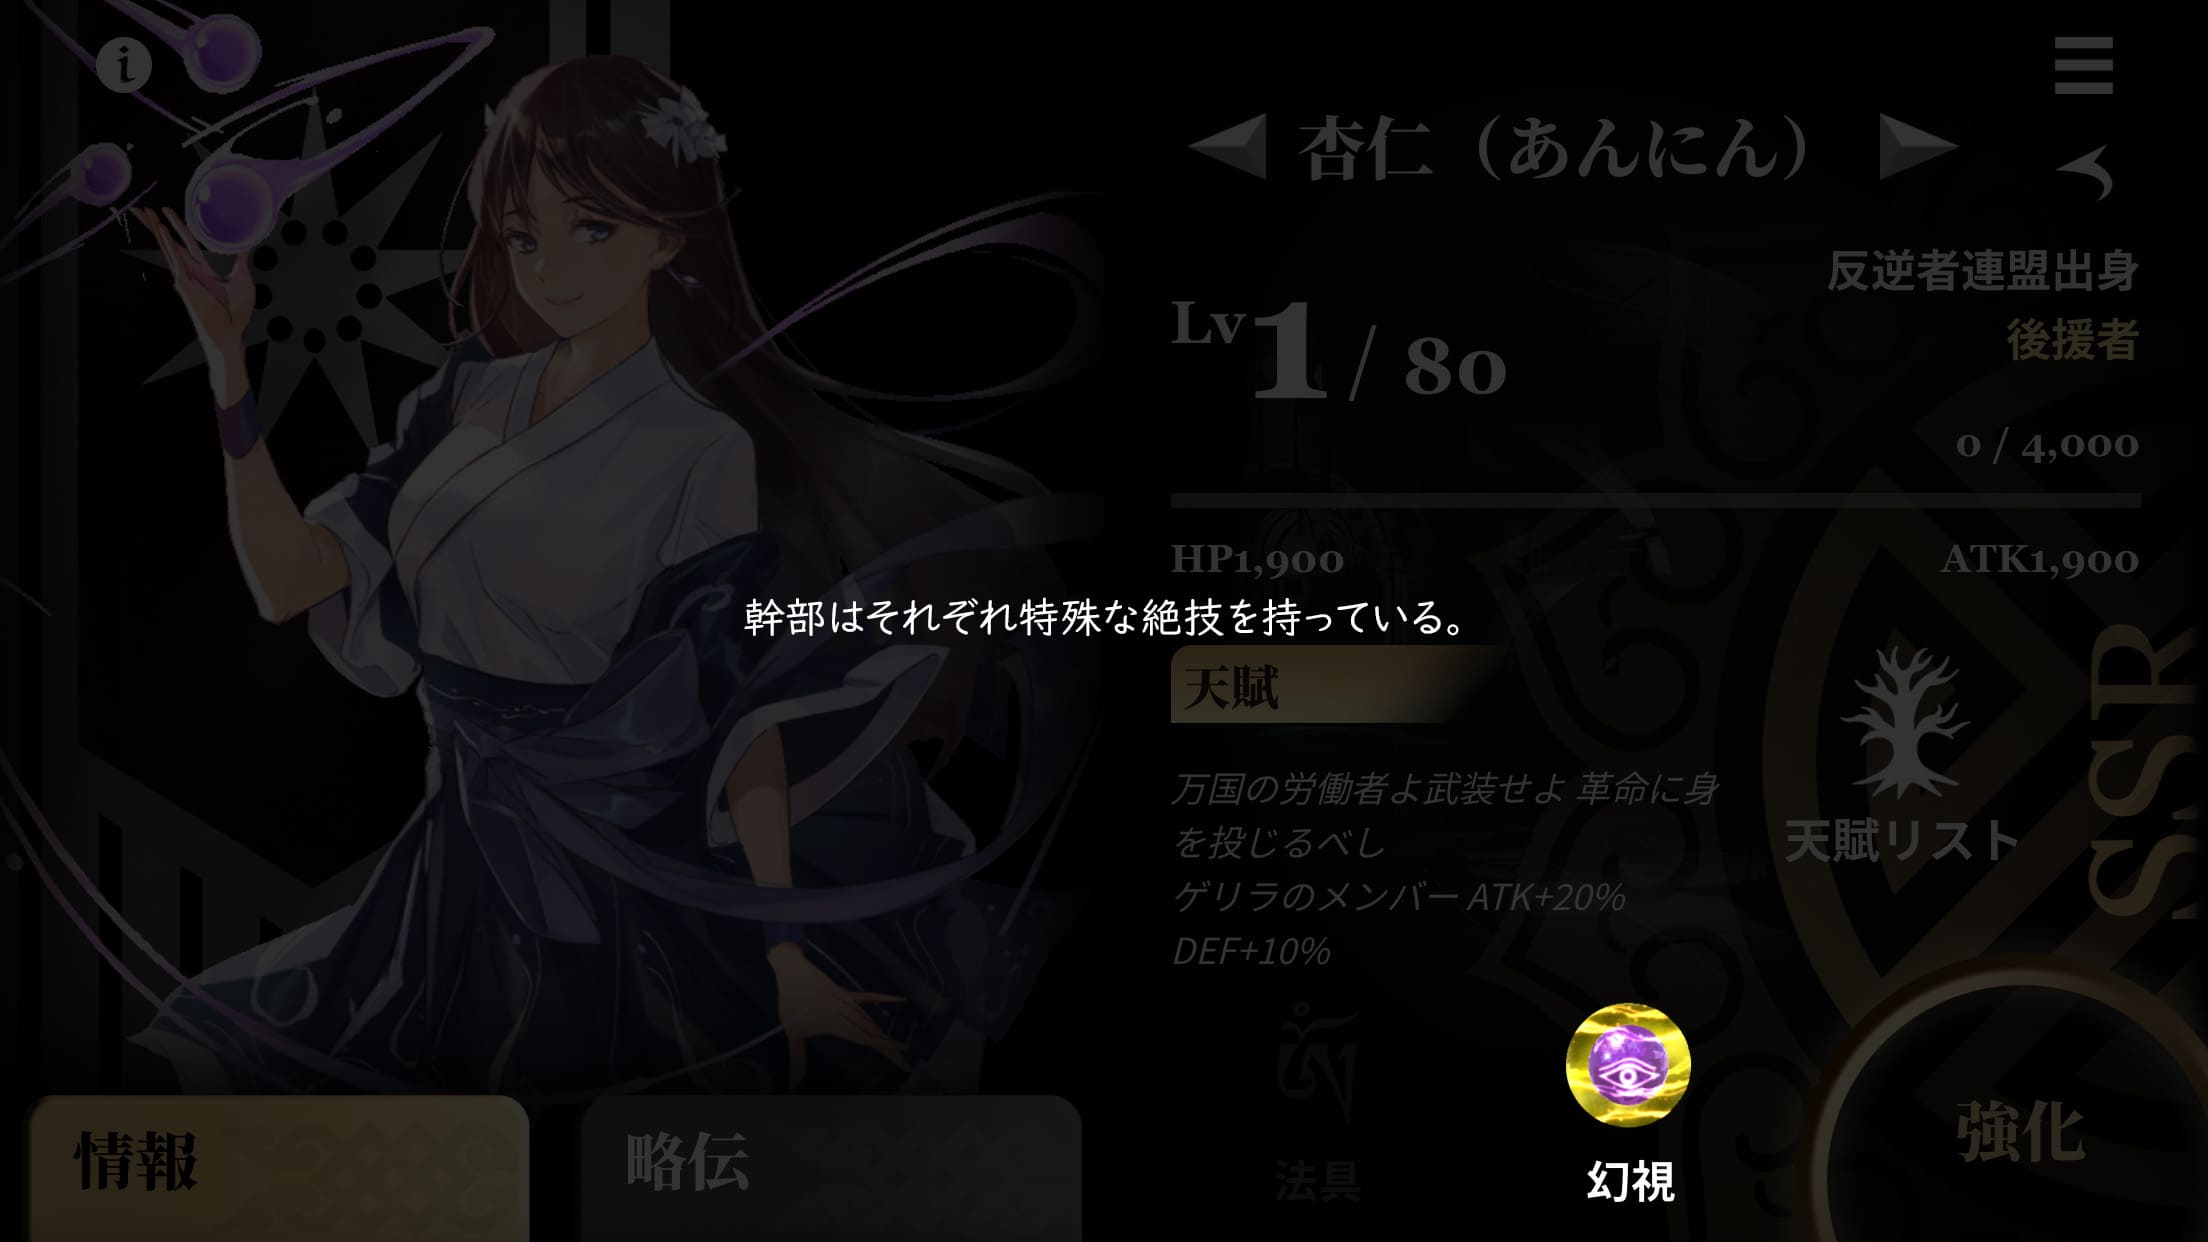 杏仁（あんにん）
反逆者連盟出身
後援者
Lv1/80
0/4,000
HP1,900
ATK1,900
幹部はそれぞれ特殊な絶技を持っている。
天賦
万国の労働者よ武装せよ 革命に身
を投じるべし
ゲリラのメンバー ATK+20%
DEF+10%
天賦リスト
SSR
情報
略伝
法具
幻視
強化